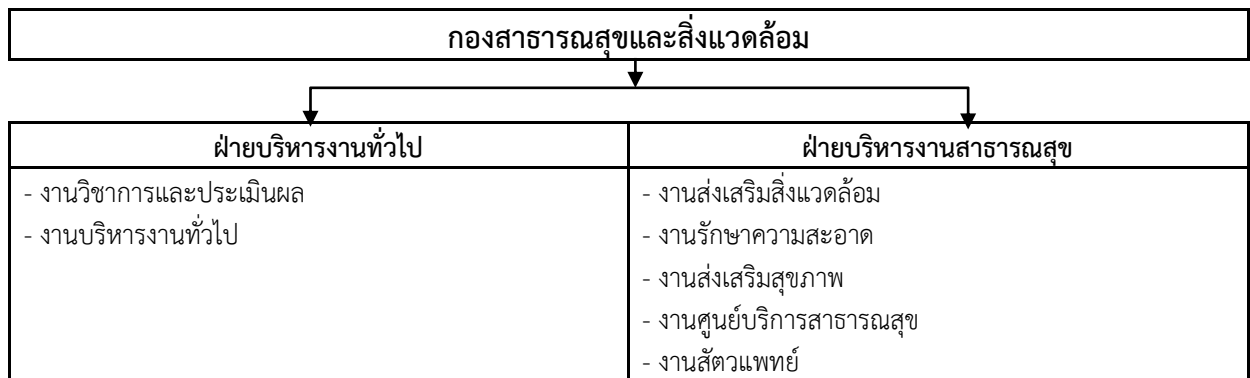 กองสาธารณสุขและสิ่งแวดล้อม
ฝ่ายบริหารงานทั่วไป
- งานวิชาการและประเมินผล
- งานบริหารงานทั่วไป
ฝ่ายบริหารงานสาธารณสุข
- งานส่งเสริมสิ่งแวดล้อม
- งานรักษาความสะอาด
- งานส่งเสริมสุขภาพ
- งานศูนย์บริการสาธารณสุข
- งานสัตวแพทย์